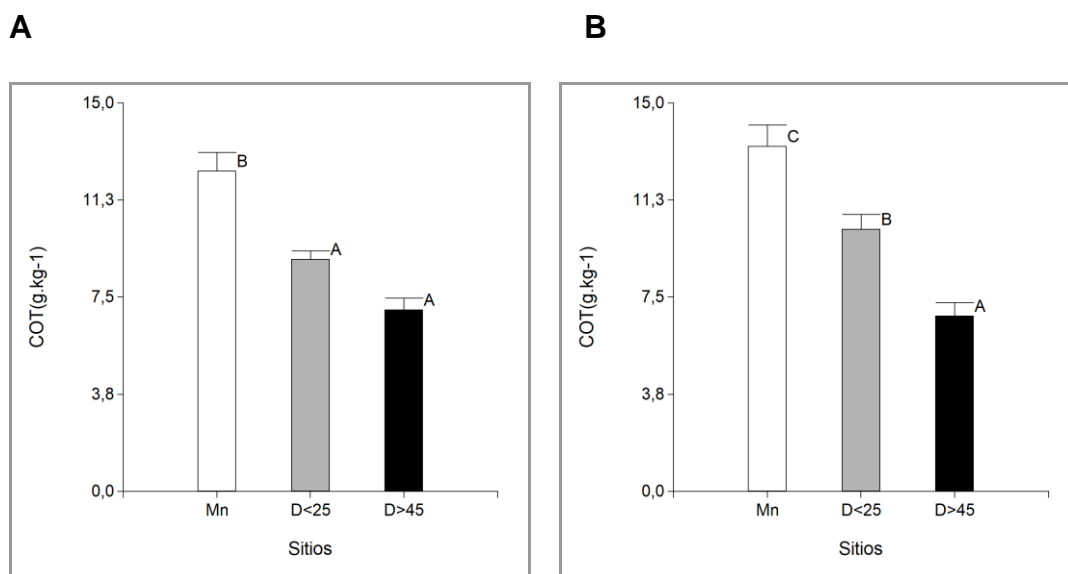 A
B
15,0
11,3
7,5
3,8
0,0
COT(g.kg-1)
B
A
A
Mn D<25 D>45
Sitios
15,0
11,3
7,5
3,8
0,0
COT(g.kg-1)
C
B
A
Mn D<25 D>45
Sitios